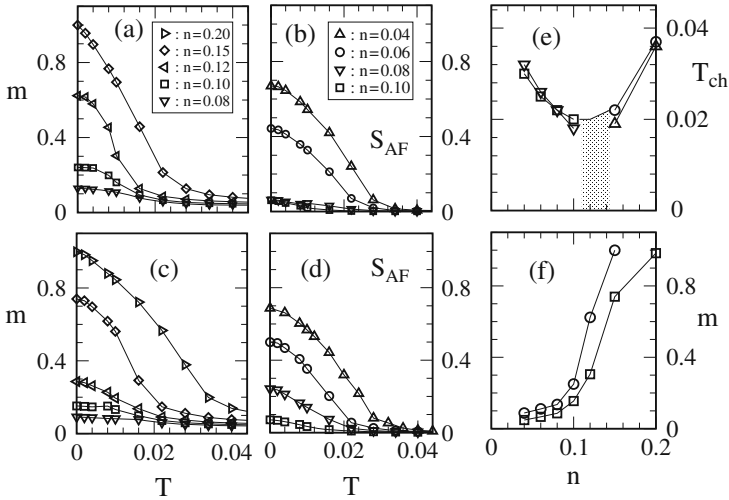 (a)
▷ : n=0.20
◇ : n=0.15
◁ : n=0.12
□ : n=0.10
▽ : n=0.08
m
0.8
0.4
0
(b)
△ : n=0.04
○ : n=0.06
▽ : n=0.08
□ : n=0.10
S_AF
0.8
0.4
0
(e)
0.04
T_ch
0.02
0
(c)
m
0.8
0.4
0
0 0.02 0.04
T
(d)
S_AF
0.8
0.4
0
0 0.02 0.04
T
(f)
0.8
m
0.4
0
0 0.1 0.2
n